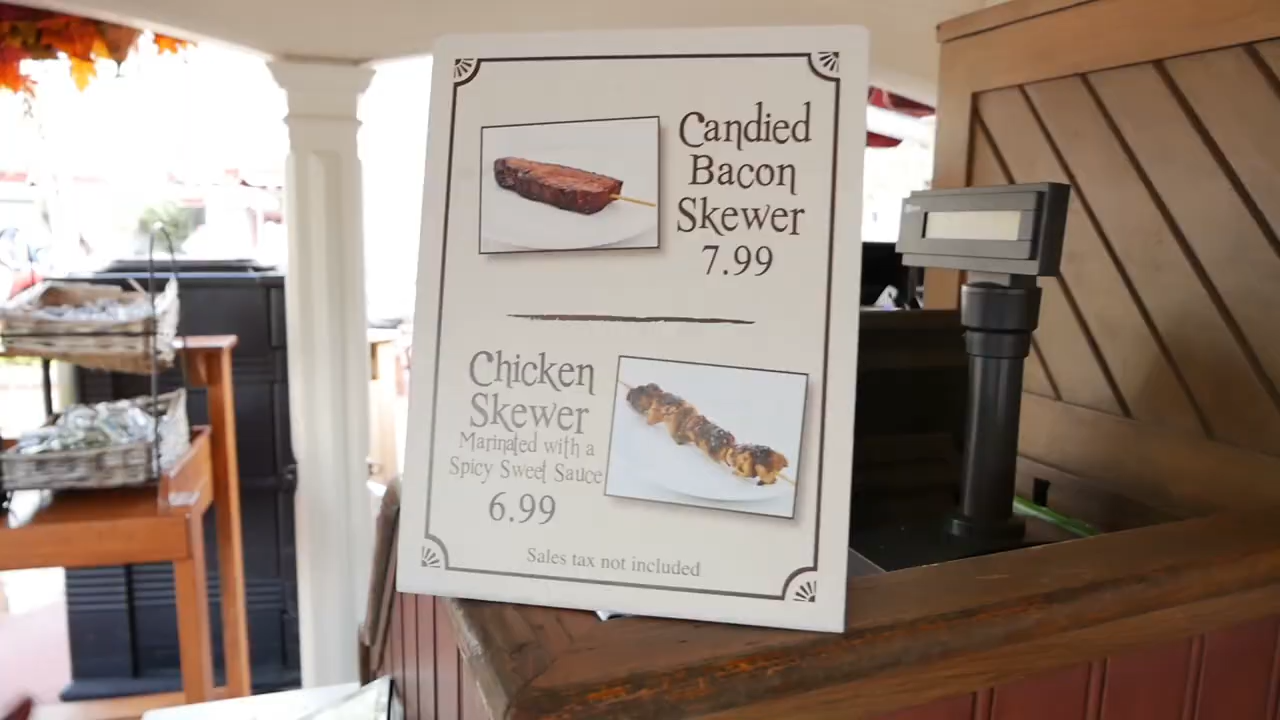 Candied
Bacon
Skewer
7.99
Chicken
Skewer
Marinated with a
Spicy Sweet Sauce
6.99
Sales tax not included